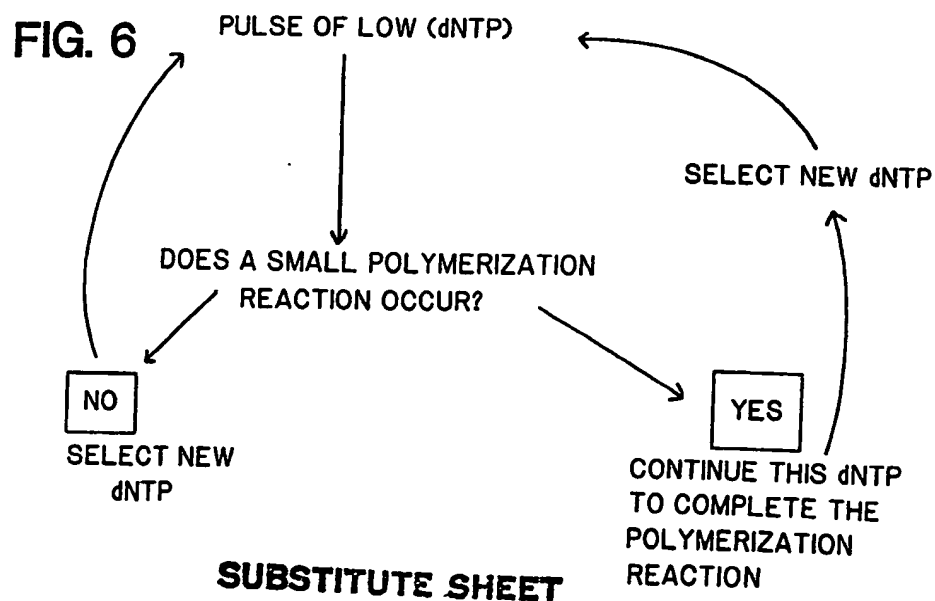 FIG. 6
PULSE OF LOW (dNTP)
SELECT NEW dNTP
DOES A SMALL POLYMERIZATION
REACTION OCCUR?
NO
SELECT NEW
dNTP
YES
CONTINUE THIS dNTP
TO COMPLETE THE
POLYMERIZATION
REACTION
SUBSTITUTE SHEET